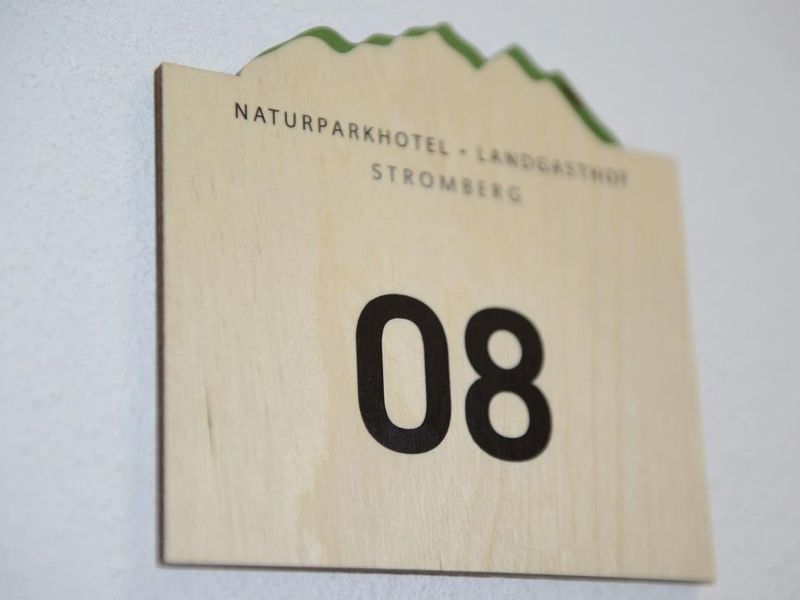 NATURPARKHOTEL - LANDGASTHOF
STROMBERG
08